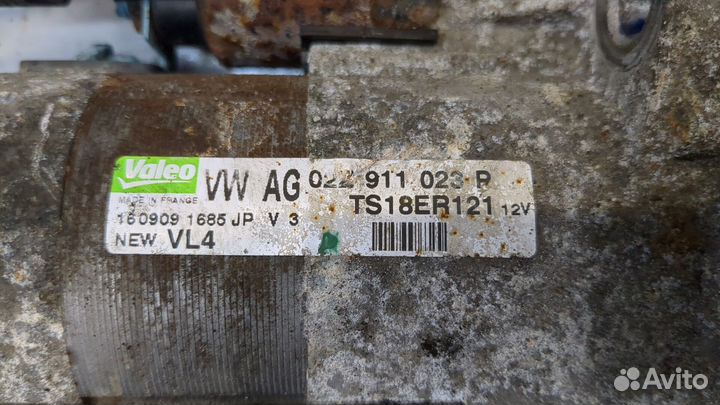 Valeo VW AG 022 911 023 P
MADE IN FRANCE TS18ER121 12V
160909 1685 JP V 3
NEW VL4
Avito